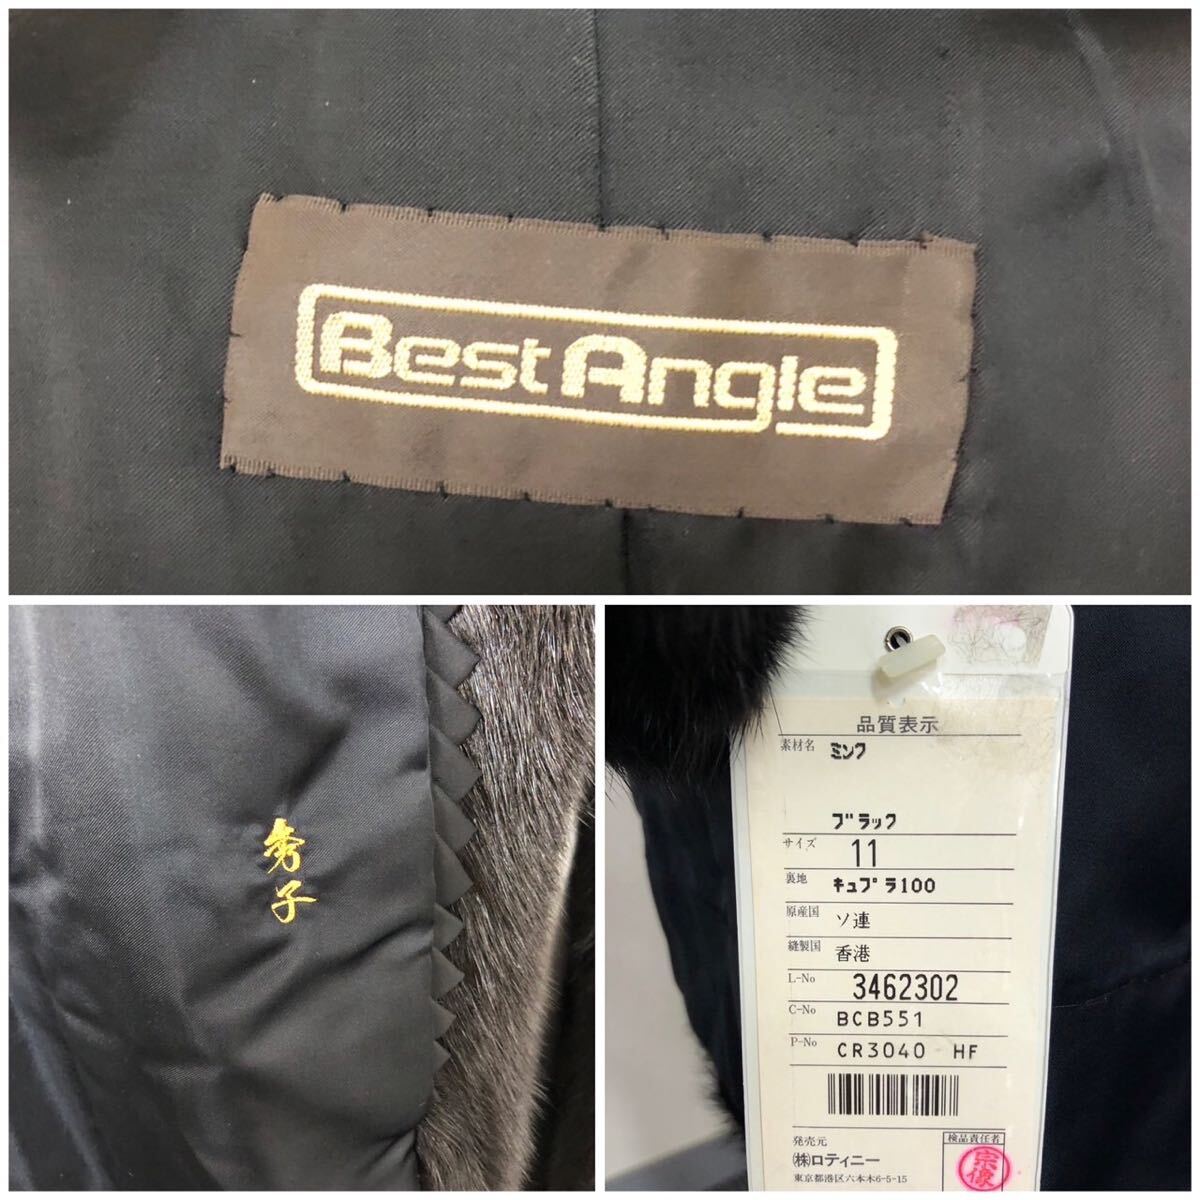 Best Angle
秀子
品質表示
素材名 ミンク
ブラック
サイズ 11
裏地 キュプラ100
原産国 ソ連
縫製国 香港
L-No 3462302
C-No BCB551
P-No CR3040 HF
発売元
㈱ロティニー
東京都港区六本木6-5-15
検品責任者
宗像